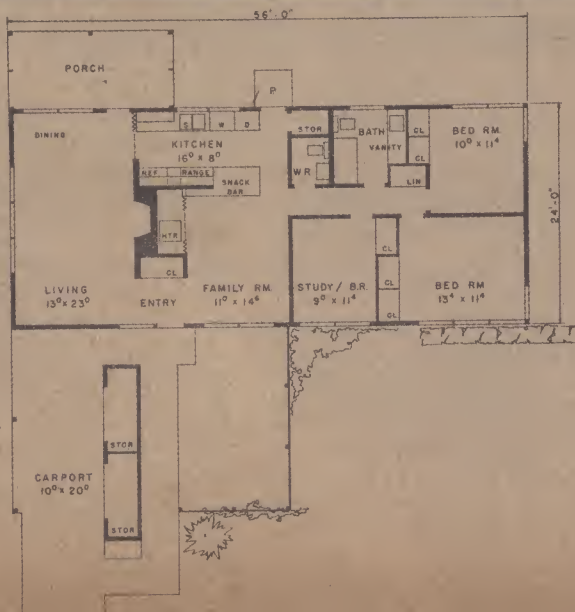 56'-0"
PORCH
P
DINING
S
W
D
STOR
BATH
CL
BED RM.
10⁰ x 11⁴
KITCHEN
16⁰ x 8⁰
VANITY
CL
REF.
RANGE
SNACK
BAR
W R
LIN
24'-0"
HTR
CL
CL
LIVING
13⁰ x 23⁰
ENTRY
FAMILY RM.
11⁰ x 14⁶
STUDY / B.R.
9⁰ x 11⁴
CL
CL
BED RM
13⁴ x 11⁴
STOR
CARPORT
10⁰ x 20⁰
STOR